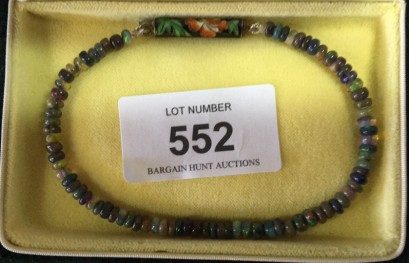 LOT NUMBER
552
BARGAIN HUNT AUCTIONS